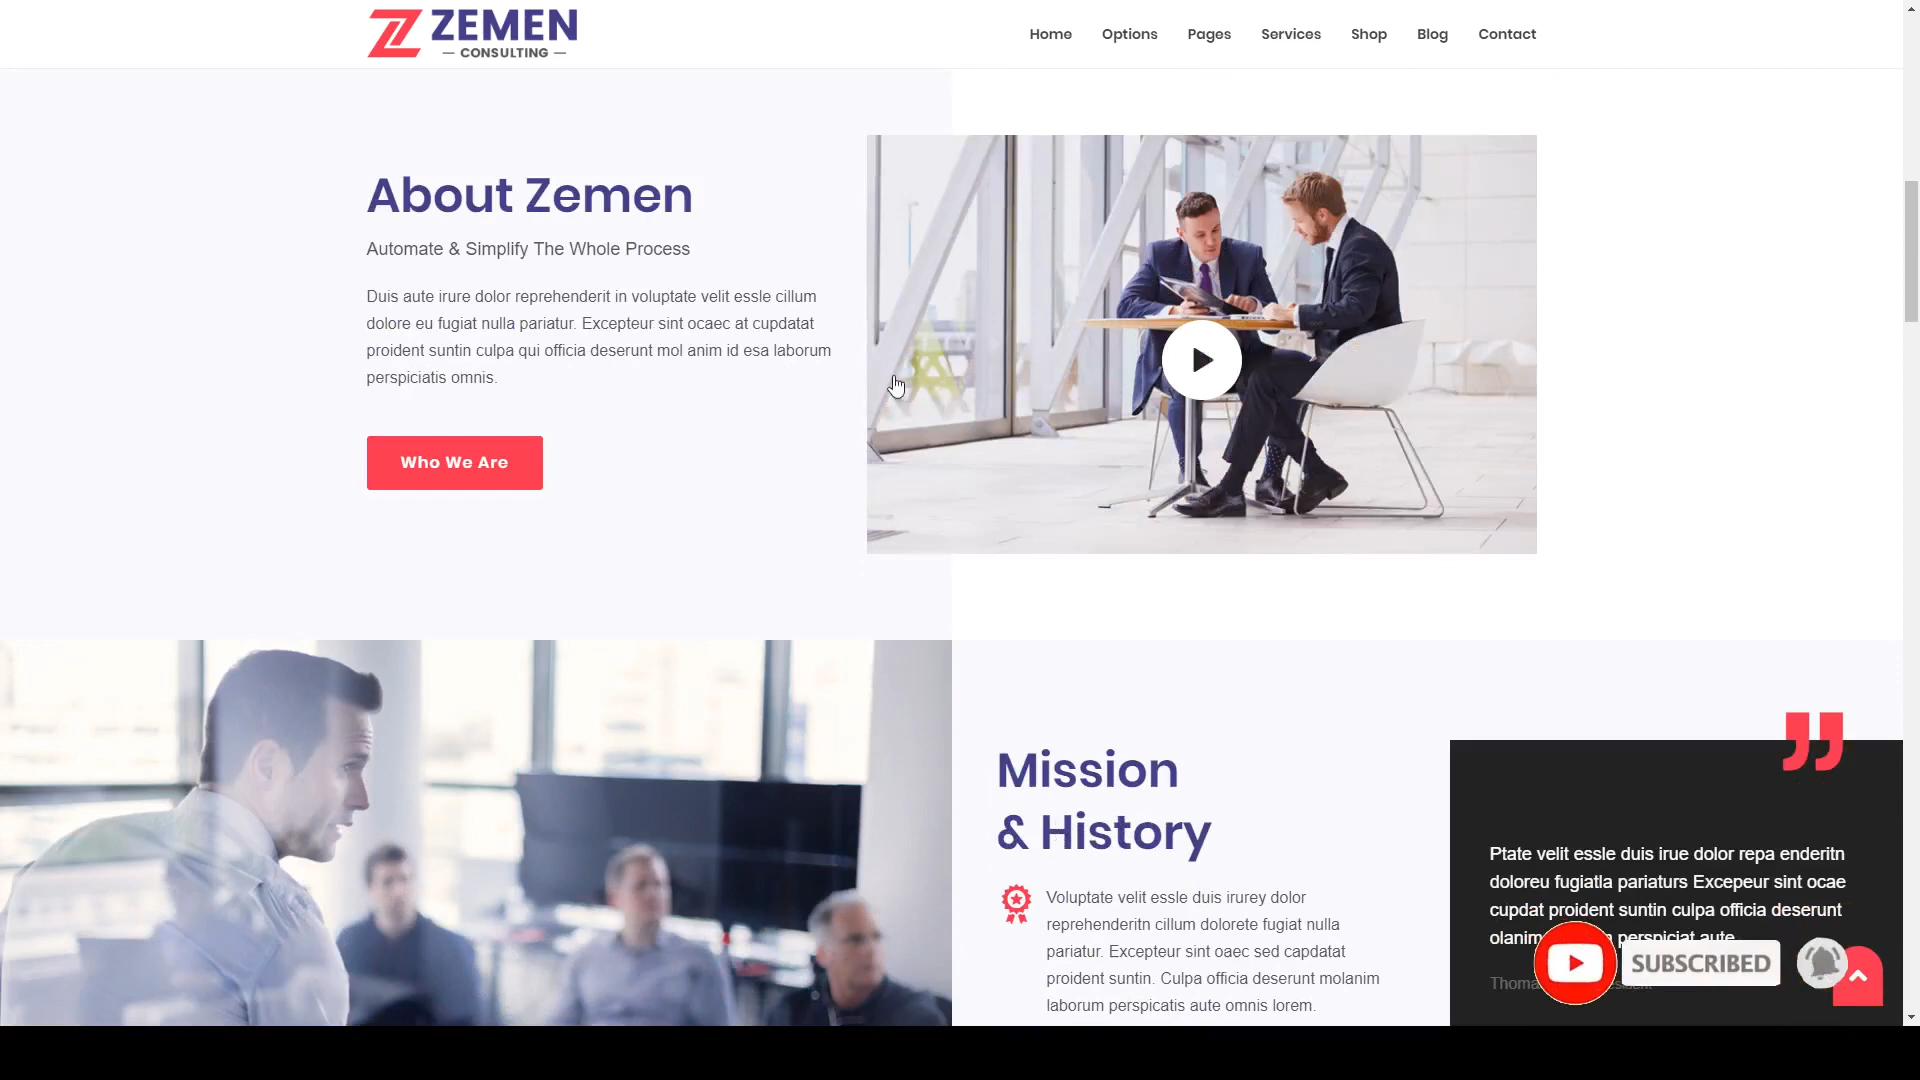 ZEMEN
CONSULTING
Home Options Pages Services Shop Blog Contact
About Zemen
Automate & Simplify The Whole Process
Duis aute irure dolor reprehenderit in voluptate velit essle cillum
dolore eu fugiat nulla pariatur. Excepteur sint ocaec at cupdatat
proident suntin culpa qui officia deserunt mol anim id esa laborum
perspiciatis omnis.
Who We Are
Mission
& History
Voluptate velit essle duis irurey dolor
reprehenderitn cillum dolorete fugiat nulla
pariatur. Excepteur sint oaec sed capdatat
proident suntin. Culpa officia deserunt molanim
laborum perspicatis aute omnis lorem.
”
Ptate velit essle duis irue dolor repa enderitn
doloreu fugiatla pariaturs Excepeur sint ocae
cupdat proident suntin culpa officia deserunt
perspiciat aute
SUBSCRIBED